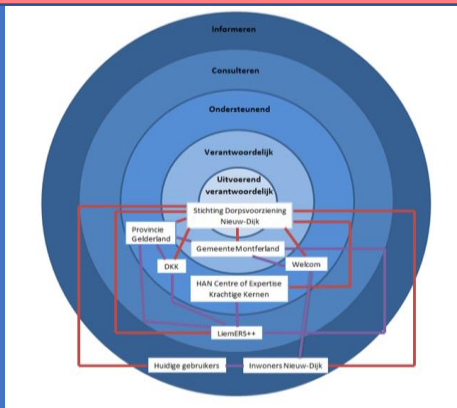 Informeren
Consulteren
Ondersteunend
Verantwoordelijk
Uitvoerend
verantwoordelijk
Stichting Dorpsvoorziening
Nieuw-Dijk
Provincie
Gelderland
Gemeente Montferland
DKK
Welcom
HAN Centre of Expertise
Krachtige Kernen
LiemERS++
Huidige gebruikers
Inwoners Nieuw-Dijk